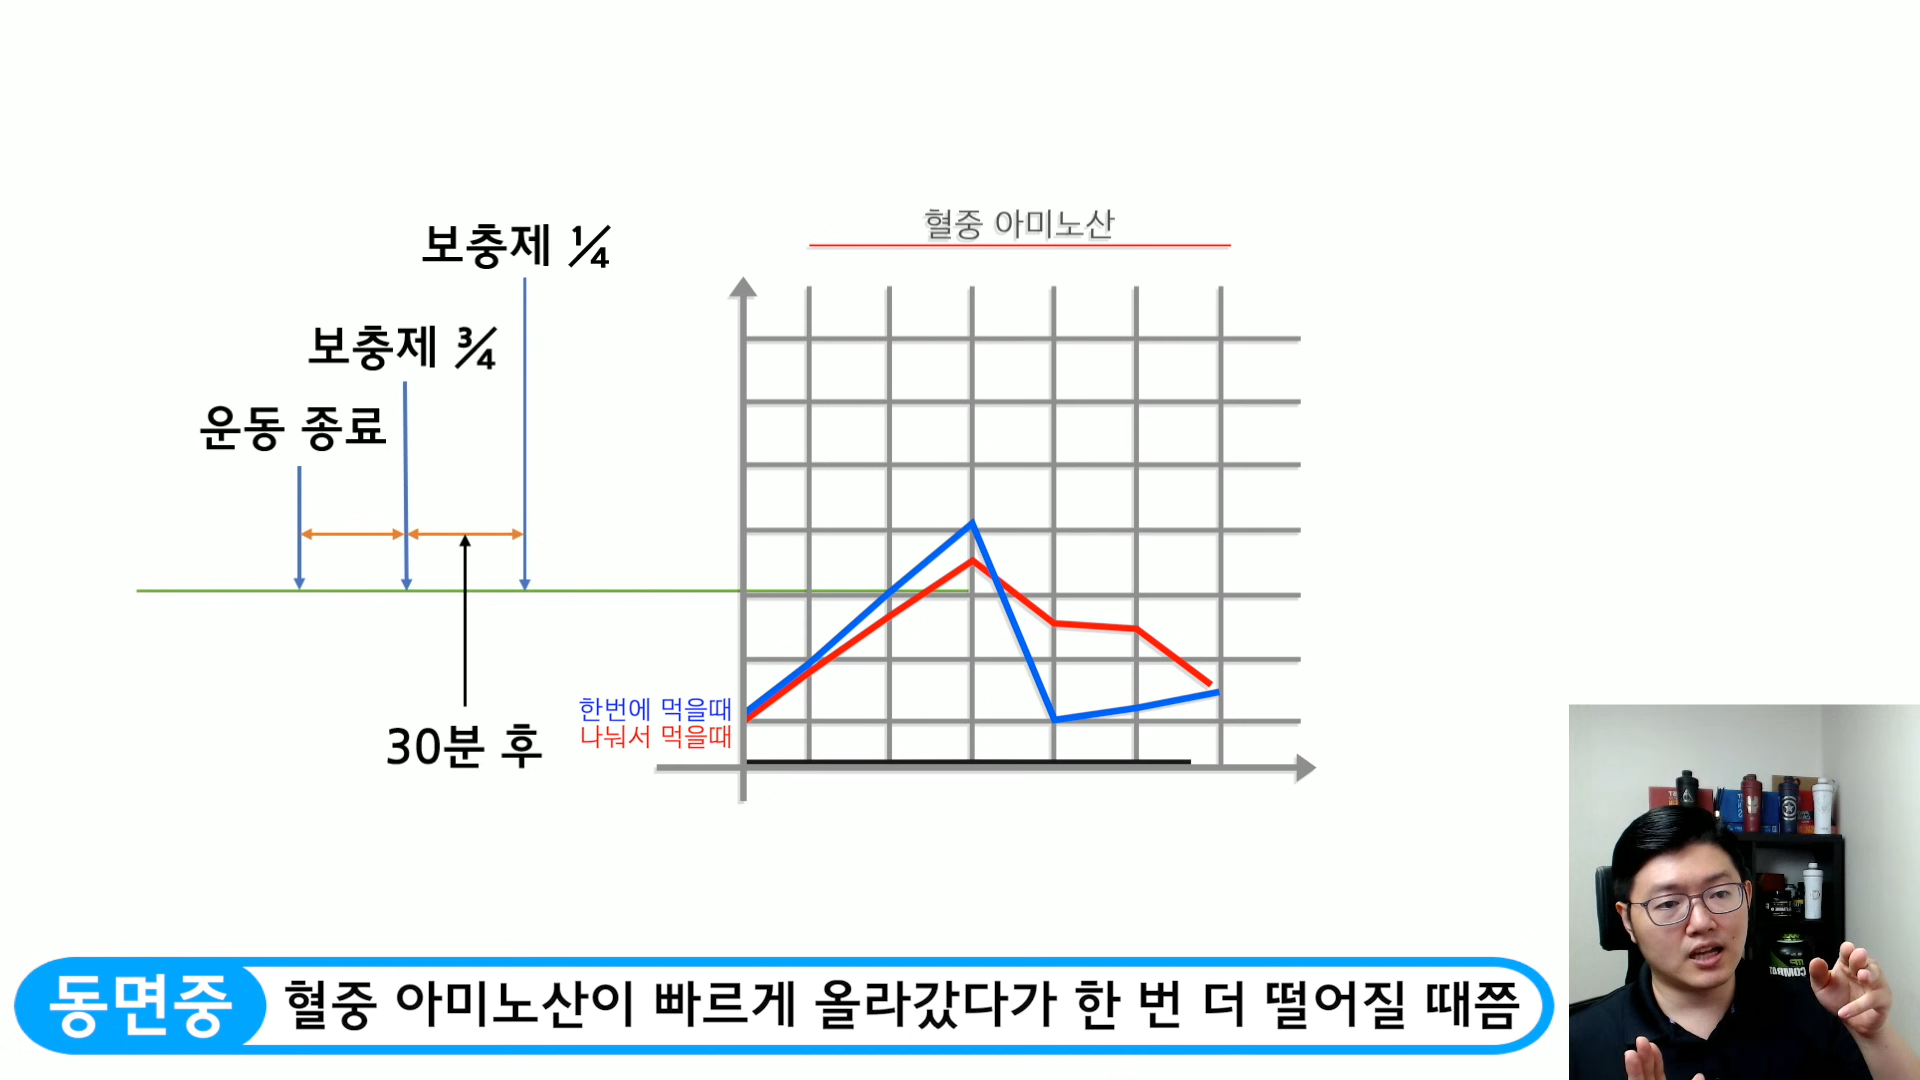 보충제 ¼
보충제 ¾
운동 종료
30분 후
혈중 아미노산
한번에 먹을때
나눠서 먹을때
COMBAT
동면중
혈중 아미노산이 빠르게 올라갔다가 한 번 더 떨어질 때쯤